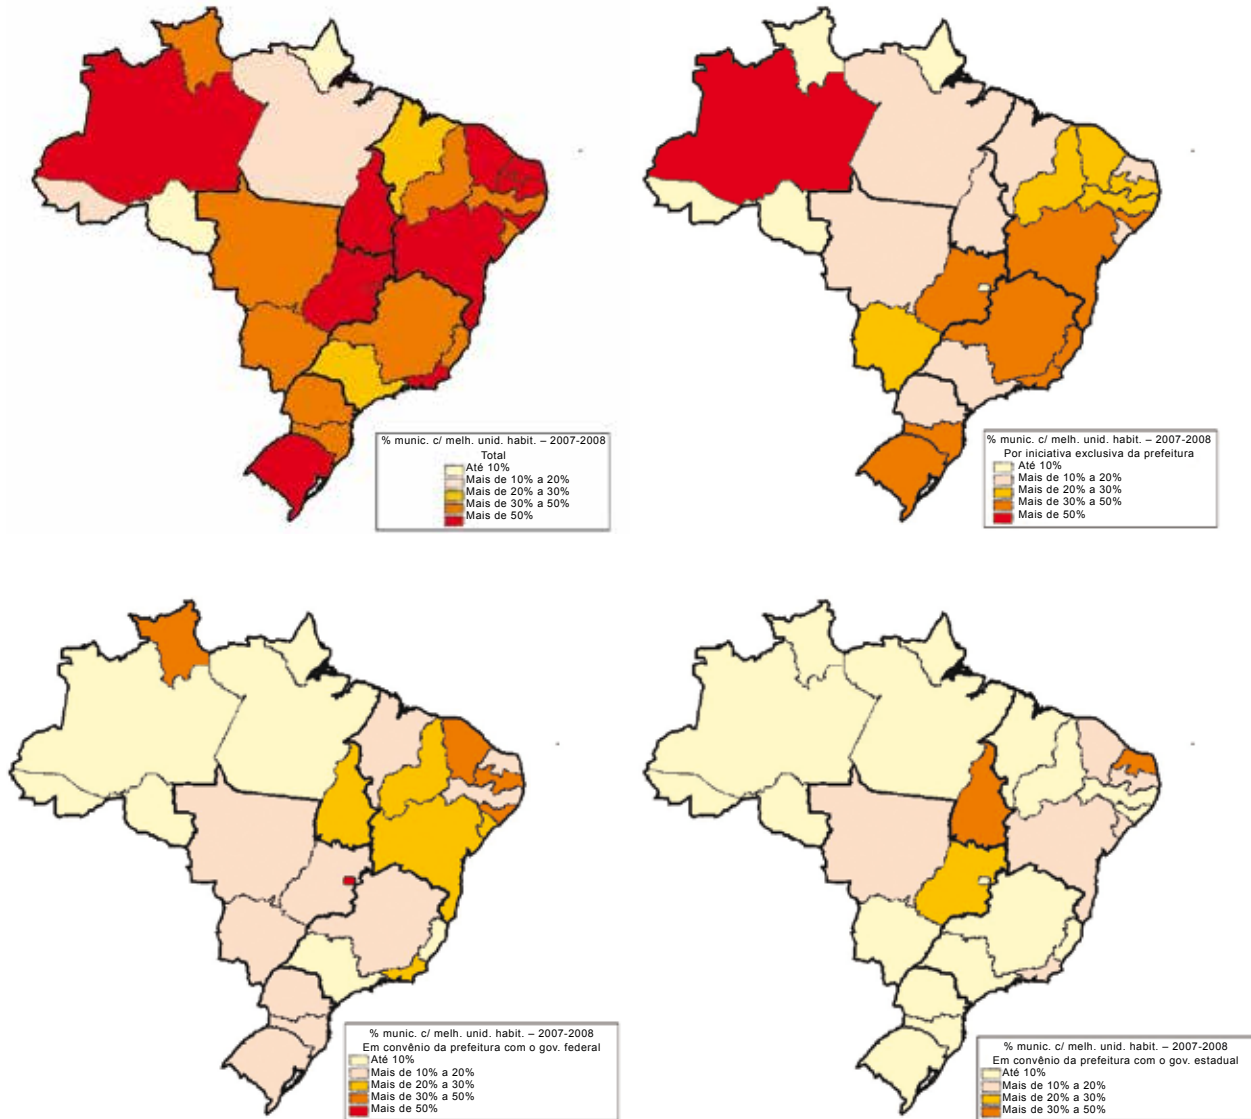 % munic. c/ melh. unid. habit. – 2007-2008
Total
Até 10%
Mais de 10% a 20%
Mais de 20% a 30%
Mais de 30% a 50%
Mais de 50%
% munic. c/ melh. unid. habit. – 2007-2008
Por iniciativa exclusiva da prefeitura
Até 10%
Mais de 10% a 20%
Mais de 20% a 30%
Mais de 30% a 50%
Mais de 50%
% munic. c/ melh. unid. habit. – 2007-2008
Em convênio da prefeitura com o gov. federal
Até 10%
Mais de 10% a 20%
Mais de 20% a 30%
Mais de 30% a 50%
Mais de 50%
% munic. c/ melh. unid. habit. – 2007-2008
Em convênio da prefeitura com o gov. estadual
Até 10%
Mais de 10% a 20%
Mais de 20% a 30%
Mais de 30% a 50%